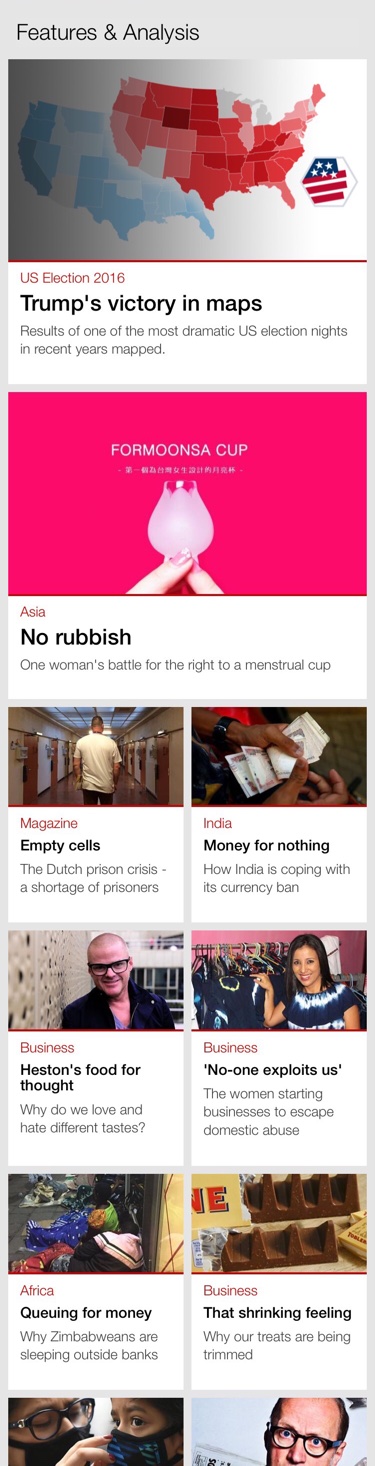 Features & Analysis
US Election 2016
Trump's victory in maps
Results of one of the most dramatic US election nights
in recent years mapped.
FORMOONSA CUP
- 第一個為台灣女生設計的月亮杯 -
Asia
No rubbish
One woman's battle for the right to a menstrual cup
Magazine
Empty cells
The Dutch prison crisis -
a shortage of prisoners
India
Money for nothing
How India is coping with
its currency ban
Business
Heston's food for
thought
Why do we love and
hate different tastes?
Business
'No-one exploits us'
The women starting
businesses to escape
domestic abuse
Africa
Queuing for money
Why Zimbabweans are
sleeping outside banks
NE
Business
That shrinking feeling
Why our treats are being
trimmed